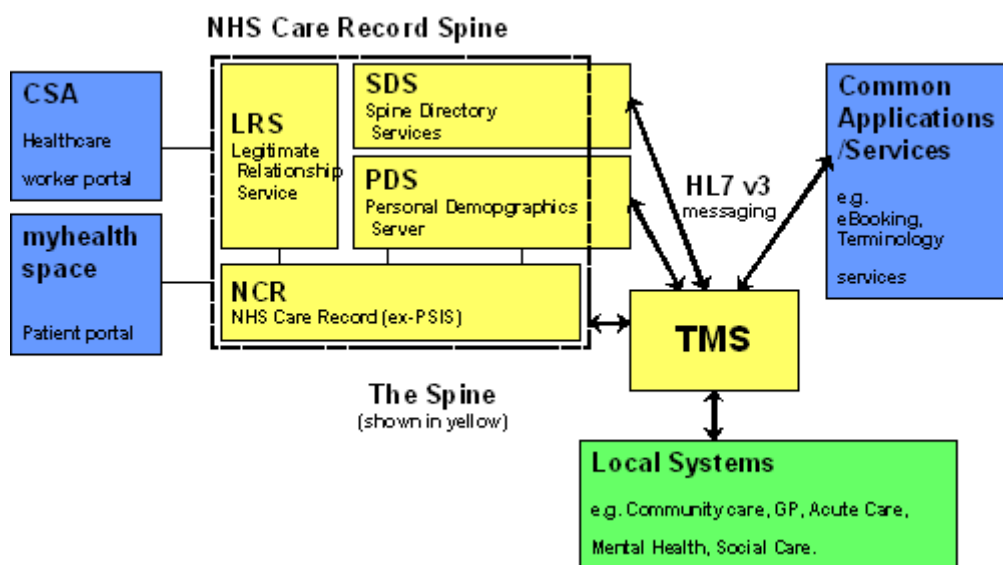 NHS Care Record Spine
CSA
Healthcare
worker portal
myhealth
space
Patient portal
LRS
Legitimate
Relationship
Service
SDS
Spine Directory
Services
PDS
Personal Demopgraphics
Server
NCR
NHS Care Record (ex-PSIS)
The Spine
(shown in yellow)
HL7 v3
messaging
TMS
Common
Applications
/Services
e.g.
eBooking,
Terminology
services
Local Systems
e.g. Community care, GP, Acute Care,
Mental Health, Social Care.